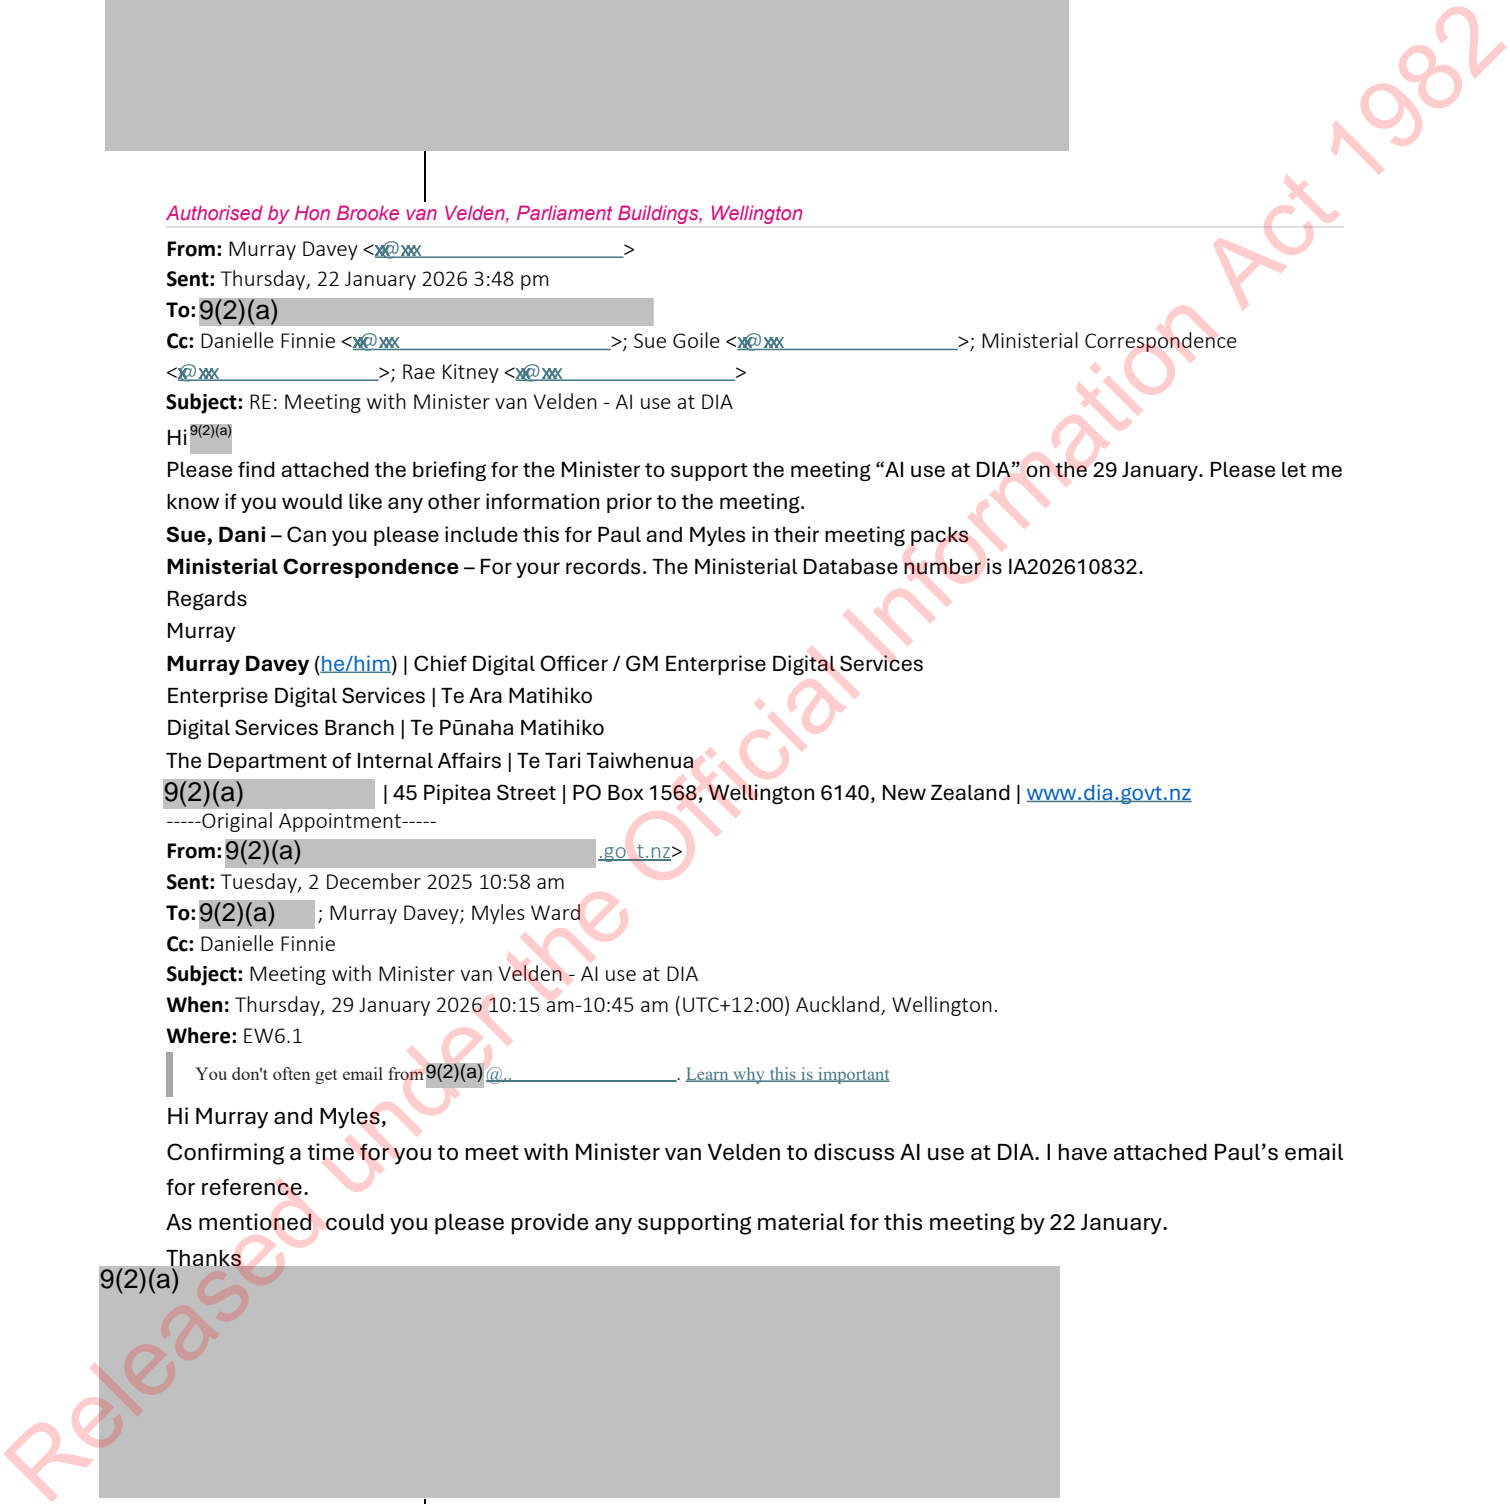 Authorised by Hon Brooke van Velden, Parliament Buildings, Wellington
From: Murray Davey <xx@xxx >
Sent: Thursday, 22 January 2026 3:48 pm
To: 9(2)(a)
Cc: Danielle Finnie <xx@xxx >; Sue Goile <xx@xxx >; Ministerial Correspondence
<x@xxx >; Rae Kitney <xx@xxx >
Subject: RE: Meeting with Minister van Velden - AI use at DIA
Hi 9(2)(a)
Please find attached the briefing for the Minister to support the meeting “AI use at DIA” on the 29 January. Please let me
know if you would like any other information prior to the meeting.
Sue, Dani – Can you please include this for Paul and Myles in their meeting packs
Ministerial Correspondence – For your records. The Ministerial Database number is IA202610832.
Regards
Murray
Murray Davey (he/him) | Chief Digital Officer / GM Enterprise Digital Services
Enterprise Digital Services | Te Ara Matihiko
Digital Services Branch | Te Pūnaha Matihiko
The Department of Internal Affairs | Te Tari Taiwhenua
9(2)(a) | 45 Pipitea Street | PO Box 1568, Wellington 6140, New Zealand | www.dia.govt.nz
-----Original Appointment-----
From: 9(2)(a) .go t.nz>
Sent: Tuesday, 2 December 2025 10:58 am
To: 9(2)(a) ; Murray Davey; Myles Ward
Cc: Danielle Finnie
Subject: Meeting with Minister van Velden - AI use at DIA
When: Thursday, 29 January 2026 10:15 am-10:45 am (UTC+12:00) Auckland, Wellington.
Where: EW6.1
You don't often get email from 9(2)(a) @.. . Learn why this is important
Hi Murray and Myles,
Confirming a time for you to meet with Minister van Velden to discuss AI use at DIA. I have attached Paul’s email
for reference.
As mentioned could you please provide any supporting material for this meeting by 22 January.
Thanks
9(2)(a)
Released under the Official Information Act 1982